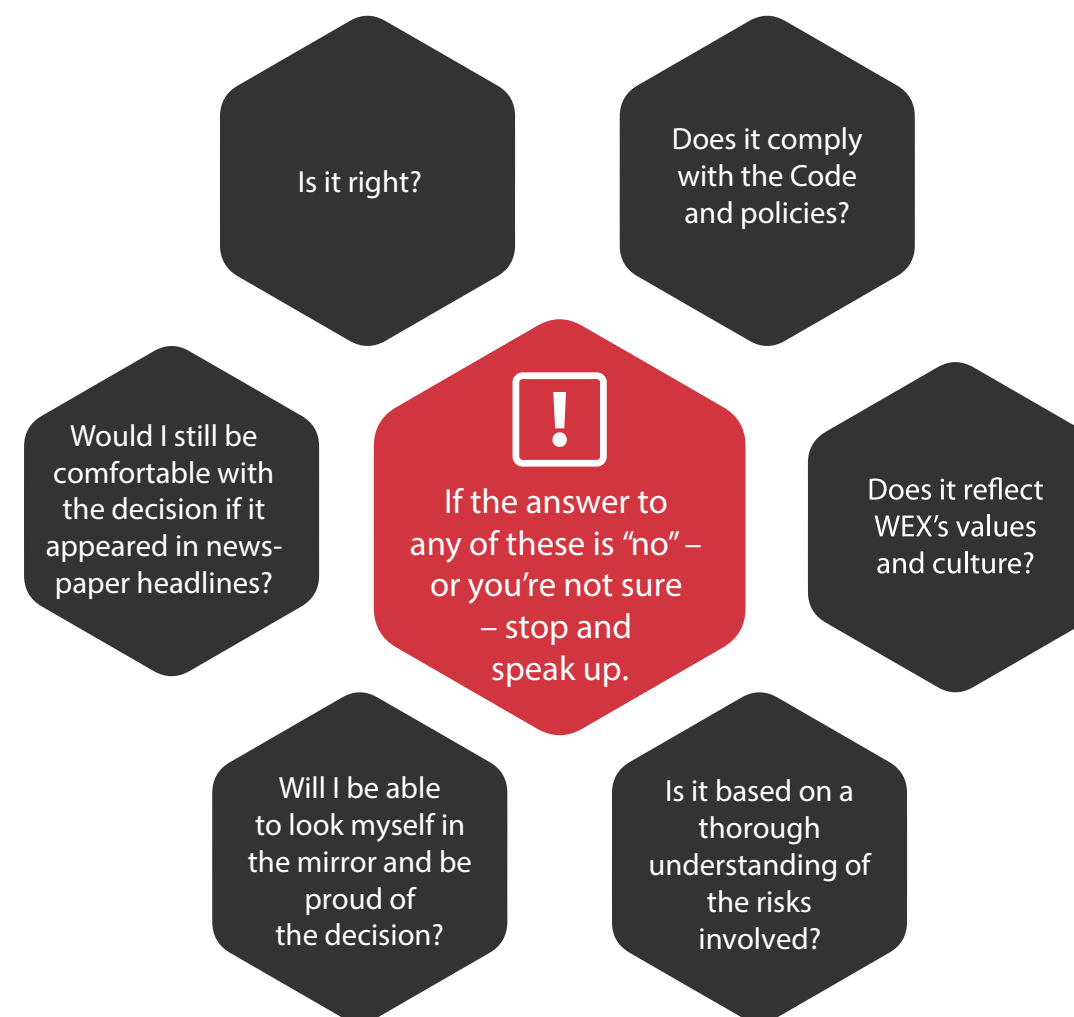 Is it right?
Does it comply
with the Code
and policies?
Would I still be
comfortable with
the decision if it
appeared in news-
paper headlines?
!
If the answer to
any of these is “no” –
or you’re not sure
– stop and
speak up.
Does it reflect
WEX’s values
and culture?
Will I be able
to look myself in
the mirror and be
proud of
the decision?
Is it based on a
thorough
understanding of
the risks
involved?